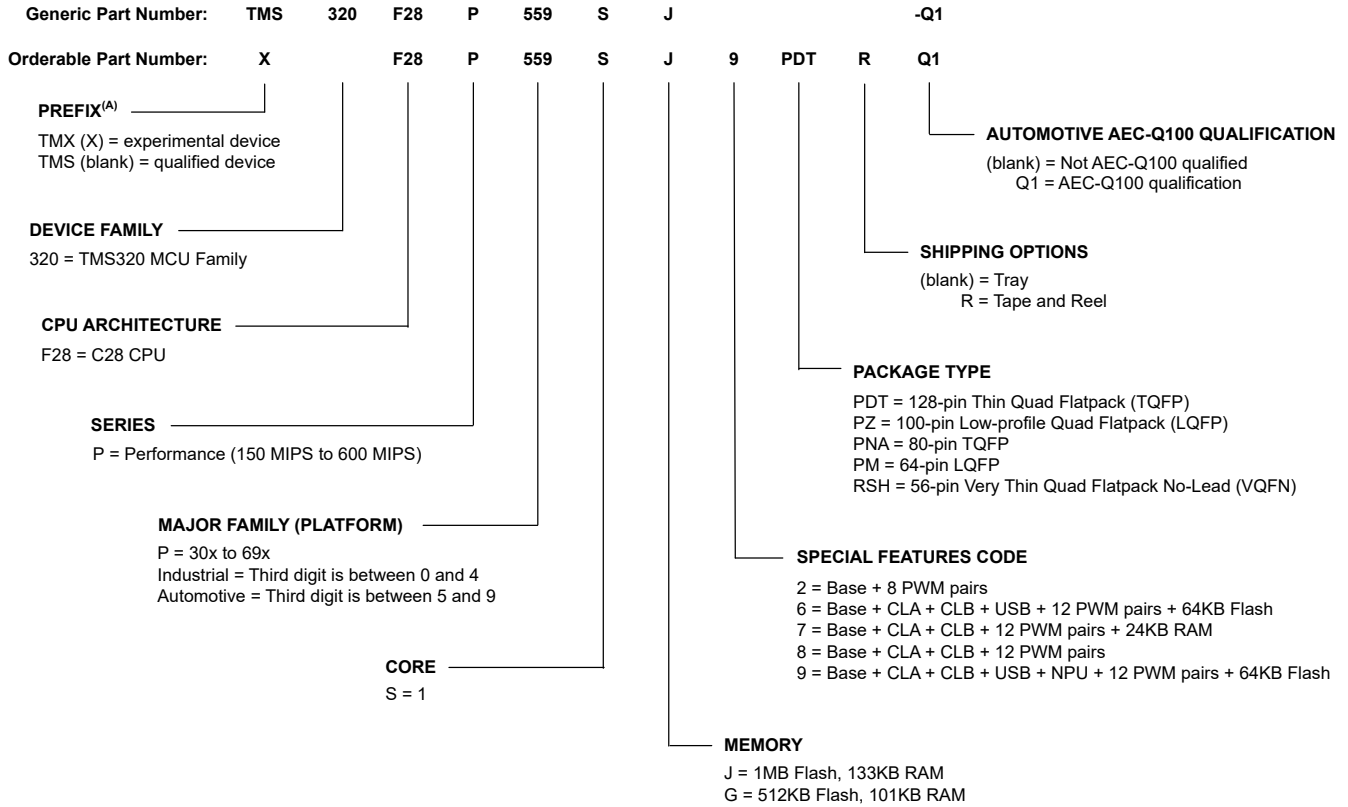 Generic Part Number: TMS 320 F28 P 559 S J -Q1
Orderable Part Number: X F28 P 559 S J 9 PDT R Q1
PREFIX(A)
TMX (X) = experimental device
TMS (blank) = qualified device
AUTOMOTIVE AEC-Q100 QUALIFICATION
(blank) = Not AEC-Q100 qualified
Q1 = AEC-Q100 qualification
DEVICE FAMILY
320 = TMS320 MCU Family
SHIPPING OPTIONS
(blank) = Tray
R = Tape and Reel
CPU ARCHITECTURE
F28 = C28 CPU
PACKAGE TYPE
PDT = 128-pin Thin Quad Flatpack (TQFP)
PZ = 100-pin Low-profile Quad Flatpack (LQFP)
PNA = 80-pin TQFP
PM = 64-pin LQFP
RSH = 56-pin Very Thin Quad Flatpack No-Lead (VQFN)
SERIES
P = Performance (150 MIPS to 600 MIPS)
MAJOR FAMILY (PLATFORM)
P = 30x to 69x
Industrial = Third digit is between 0 and 4
Automotive = Third digit is between 5 and 9
SPECIAL FEATURES CODE
2 = Base + 8 PWM pairs
6 = Base + CLA + CLB + USB + 12 PWM pairs + 64KB Flash
7 = Base + CLA + CLB + 12 PWM pairs + 24KB RAM
8 = Base + CLA + CLB + 12 PWM pairs
9 = Base + CLA + CLB + USB + NPU + 12 PWM pairs + 64KB Flash
CORE
S = 1
MEMORY
J = 1MB Flash, 133KB RAM
G = 512KB Flash, 101KB RAM